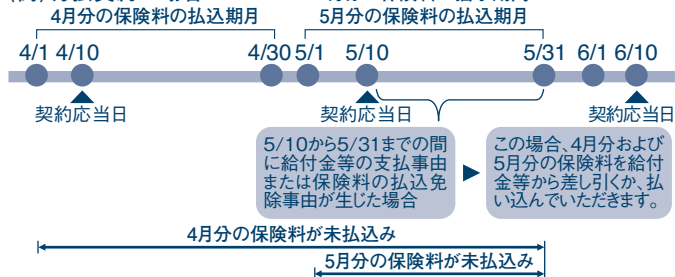 4月分の保険料の払込期月
5月分の保険料の払込期月
4/1 4/10 4/30 5/1 5/10 5/31 6/1 6/10
契約応当日 契約応当日 契約応当日
5/10から5/31までの間
に給付金等の支払事由
または保険料の払込免
除事由が生じた場合
この場合、4月分および
5月分の保険料を給付
金等から差し引くか、払
い込んでいただきます。
4月分の保険料が未払込み
5月分の保険料が未払込み